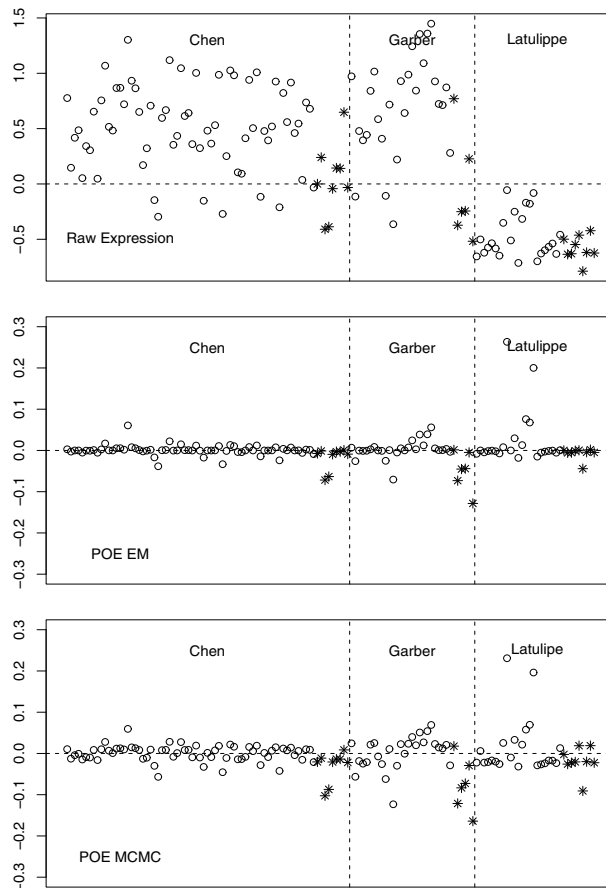 1.5
1.0
0.5
0.0
−0.5
Chen
Garber
Latulippe
Raw Expression
0.3
0.2
0.1
0.0
−0.1
−0.2
−0.3
Chen
Garber
Latulippe
POE EM
0.3
0.2
0.1
0.0
−0.1
−0.2
−0.3
Chen
Garber
Latulipe
POE MCMC